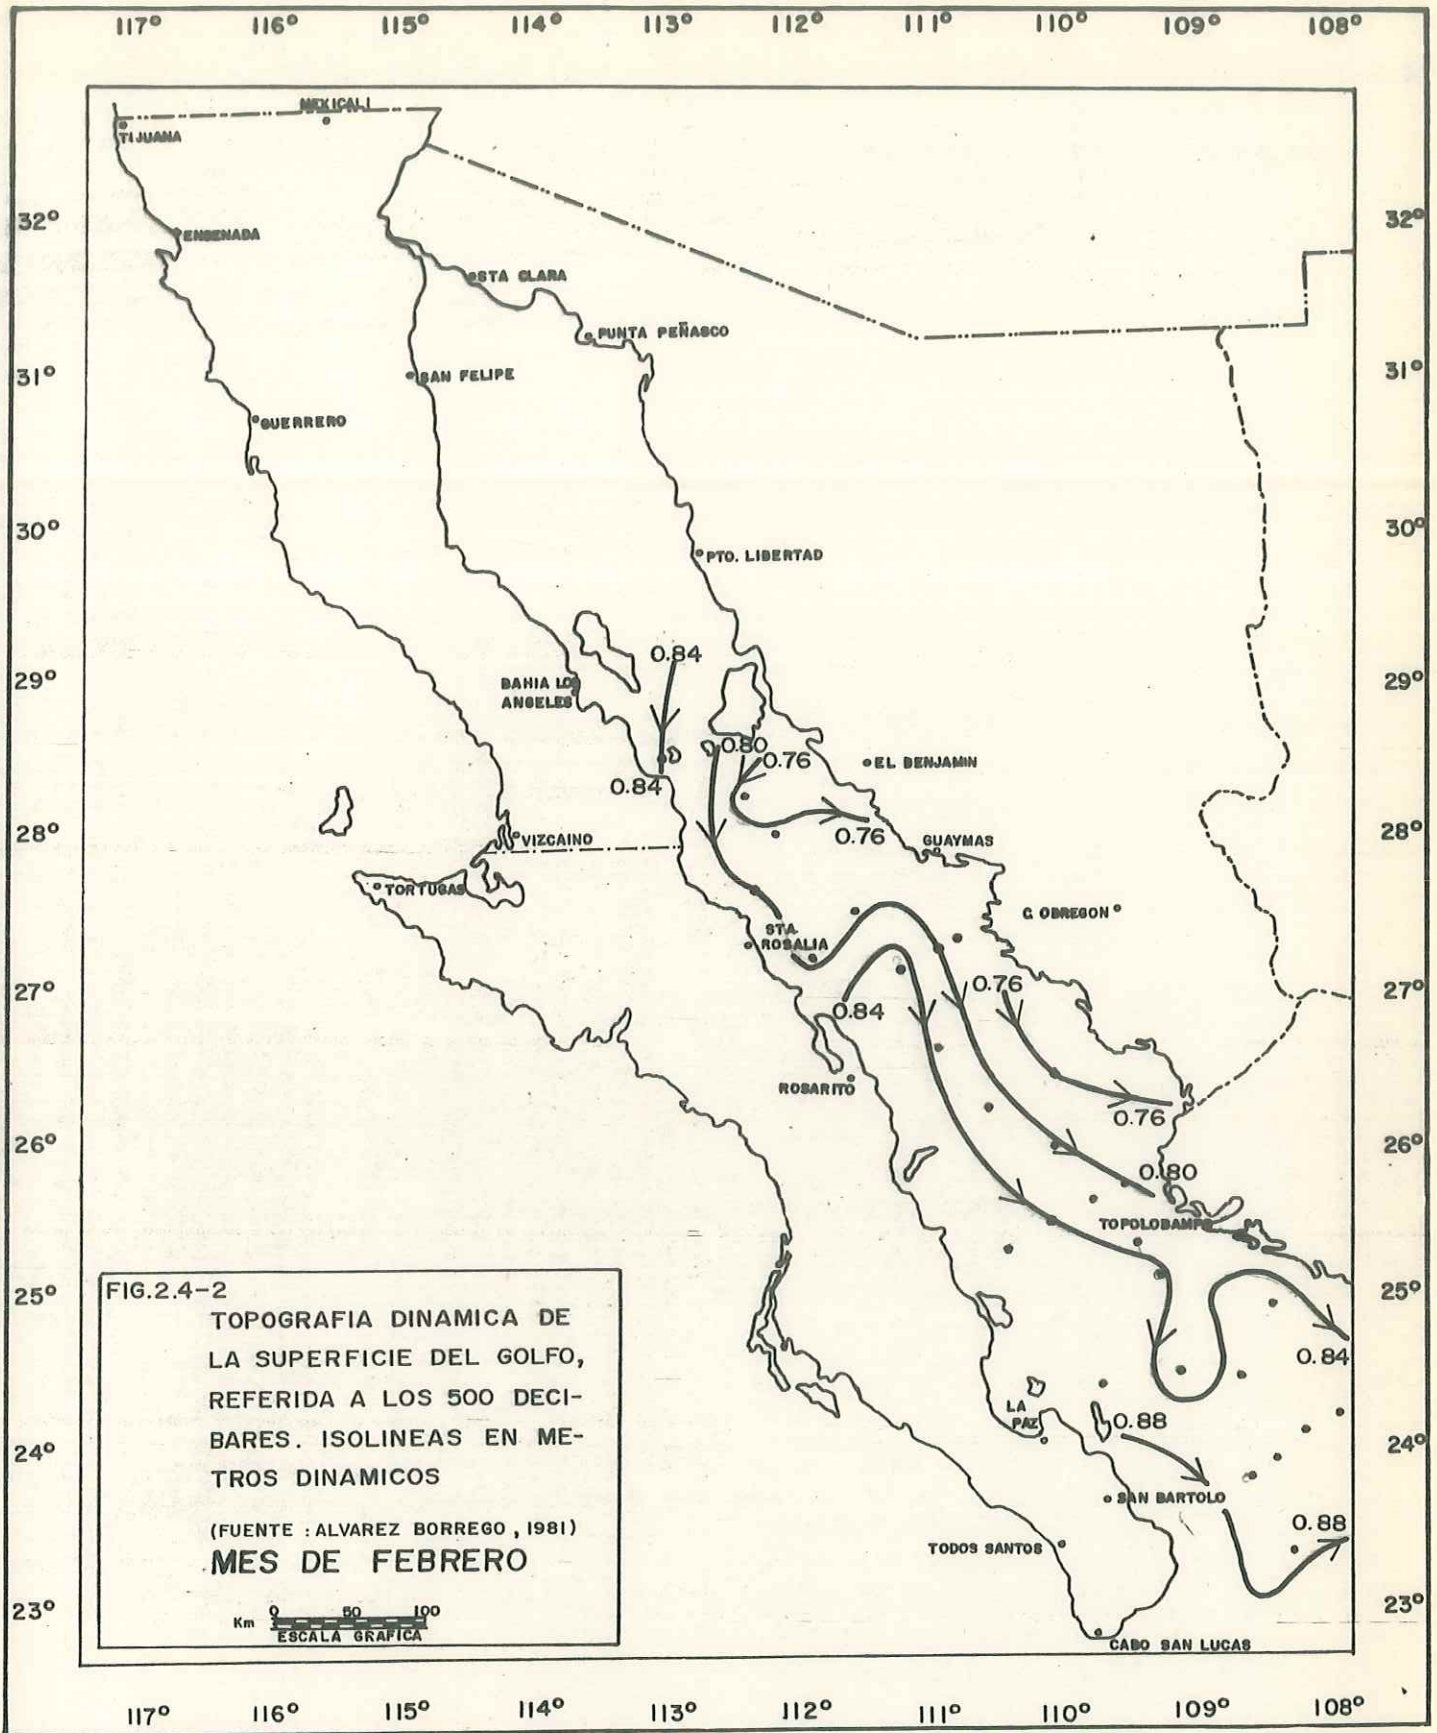 117° 116° 115° 114° 113° 112° 111° 110° 109° 108°
MEXICALI
TIJUANA
32° 32°
ENSENADA
STA CLARA
PUNTA PEÑASCO
31° 31°
SAN FELIPE
GUERRERO
30° 30°
PTO. LIBERTAD
0.84
29° 29°
BAHIA LOS
ANGELES
0.80
0.76
EL BENJAMIN
0.84
28° 28°
VIZCAINO
0.76
GUAYMAS
TORTUGAS
C. OBREGON
STA.
ROSALIA
27° 27°
0.76
0.84
ROSARITO
0.76
26° 26°
0.80
TOPOLOBAMPO
25° 25°
FIG.2.4-2
TOPOGRAFIA DINAMICA DE
LA SUPERFICIE DEL GOLFO,
REFERIDA A LOS 500 DECI-
BARES. ISOLINEAS EN ME-
TROS DINAMICOS
(FUENTE : ALVAREZ BORREGO , 1981)
MES DE FEBRERO
Km 0 50 100
ESCALA GRAFICA
0.84
LA
PAZ
0.88
24° 24°
SAN BARTOLO
0.88
TODOS SANTOS
23° 23°
CABO SAN LUCAS
117° 116° 115° 114° 113° 112° 111° 110° 109° 108°